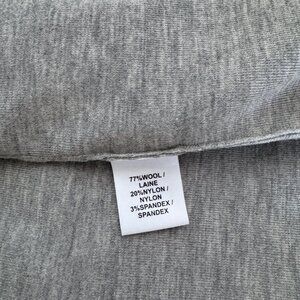 77%WOOL/
LAINE
20%NYLON/
NYLON
3%SPANDEX/
SPANDEX